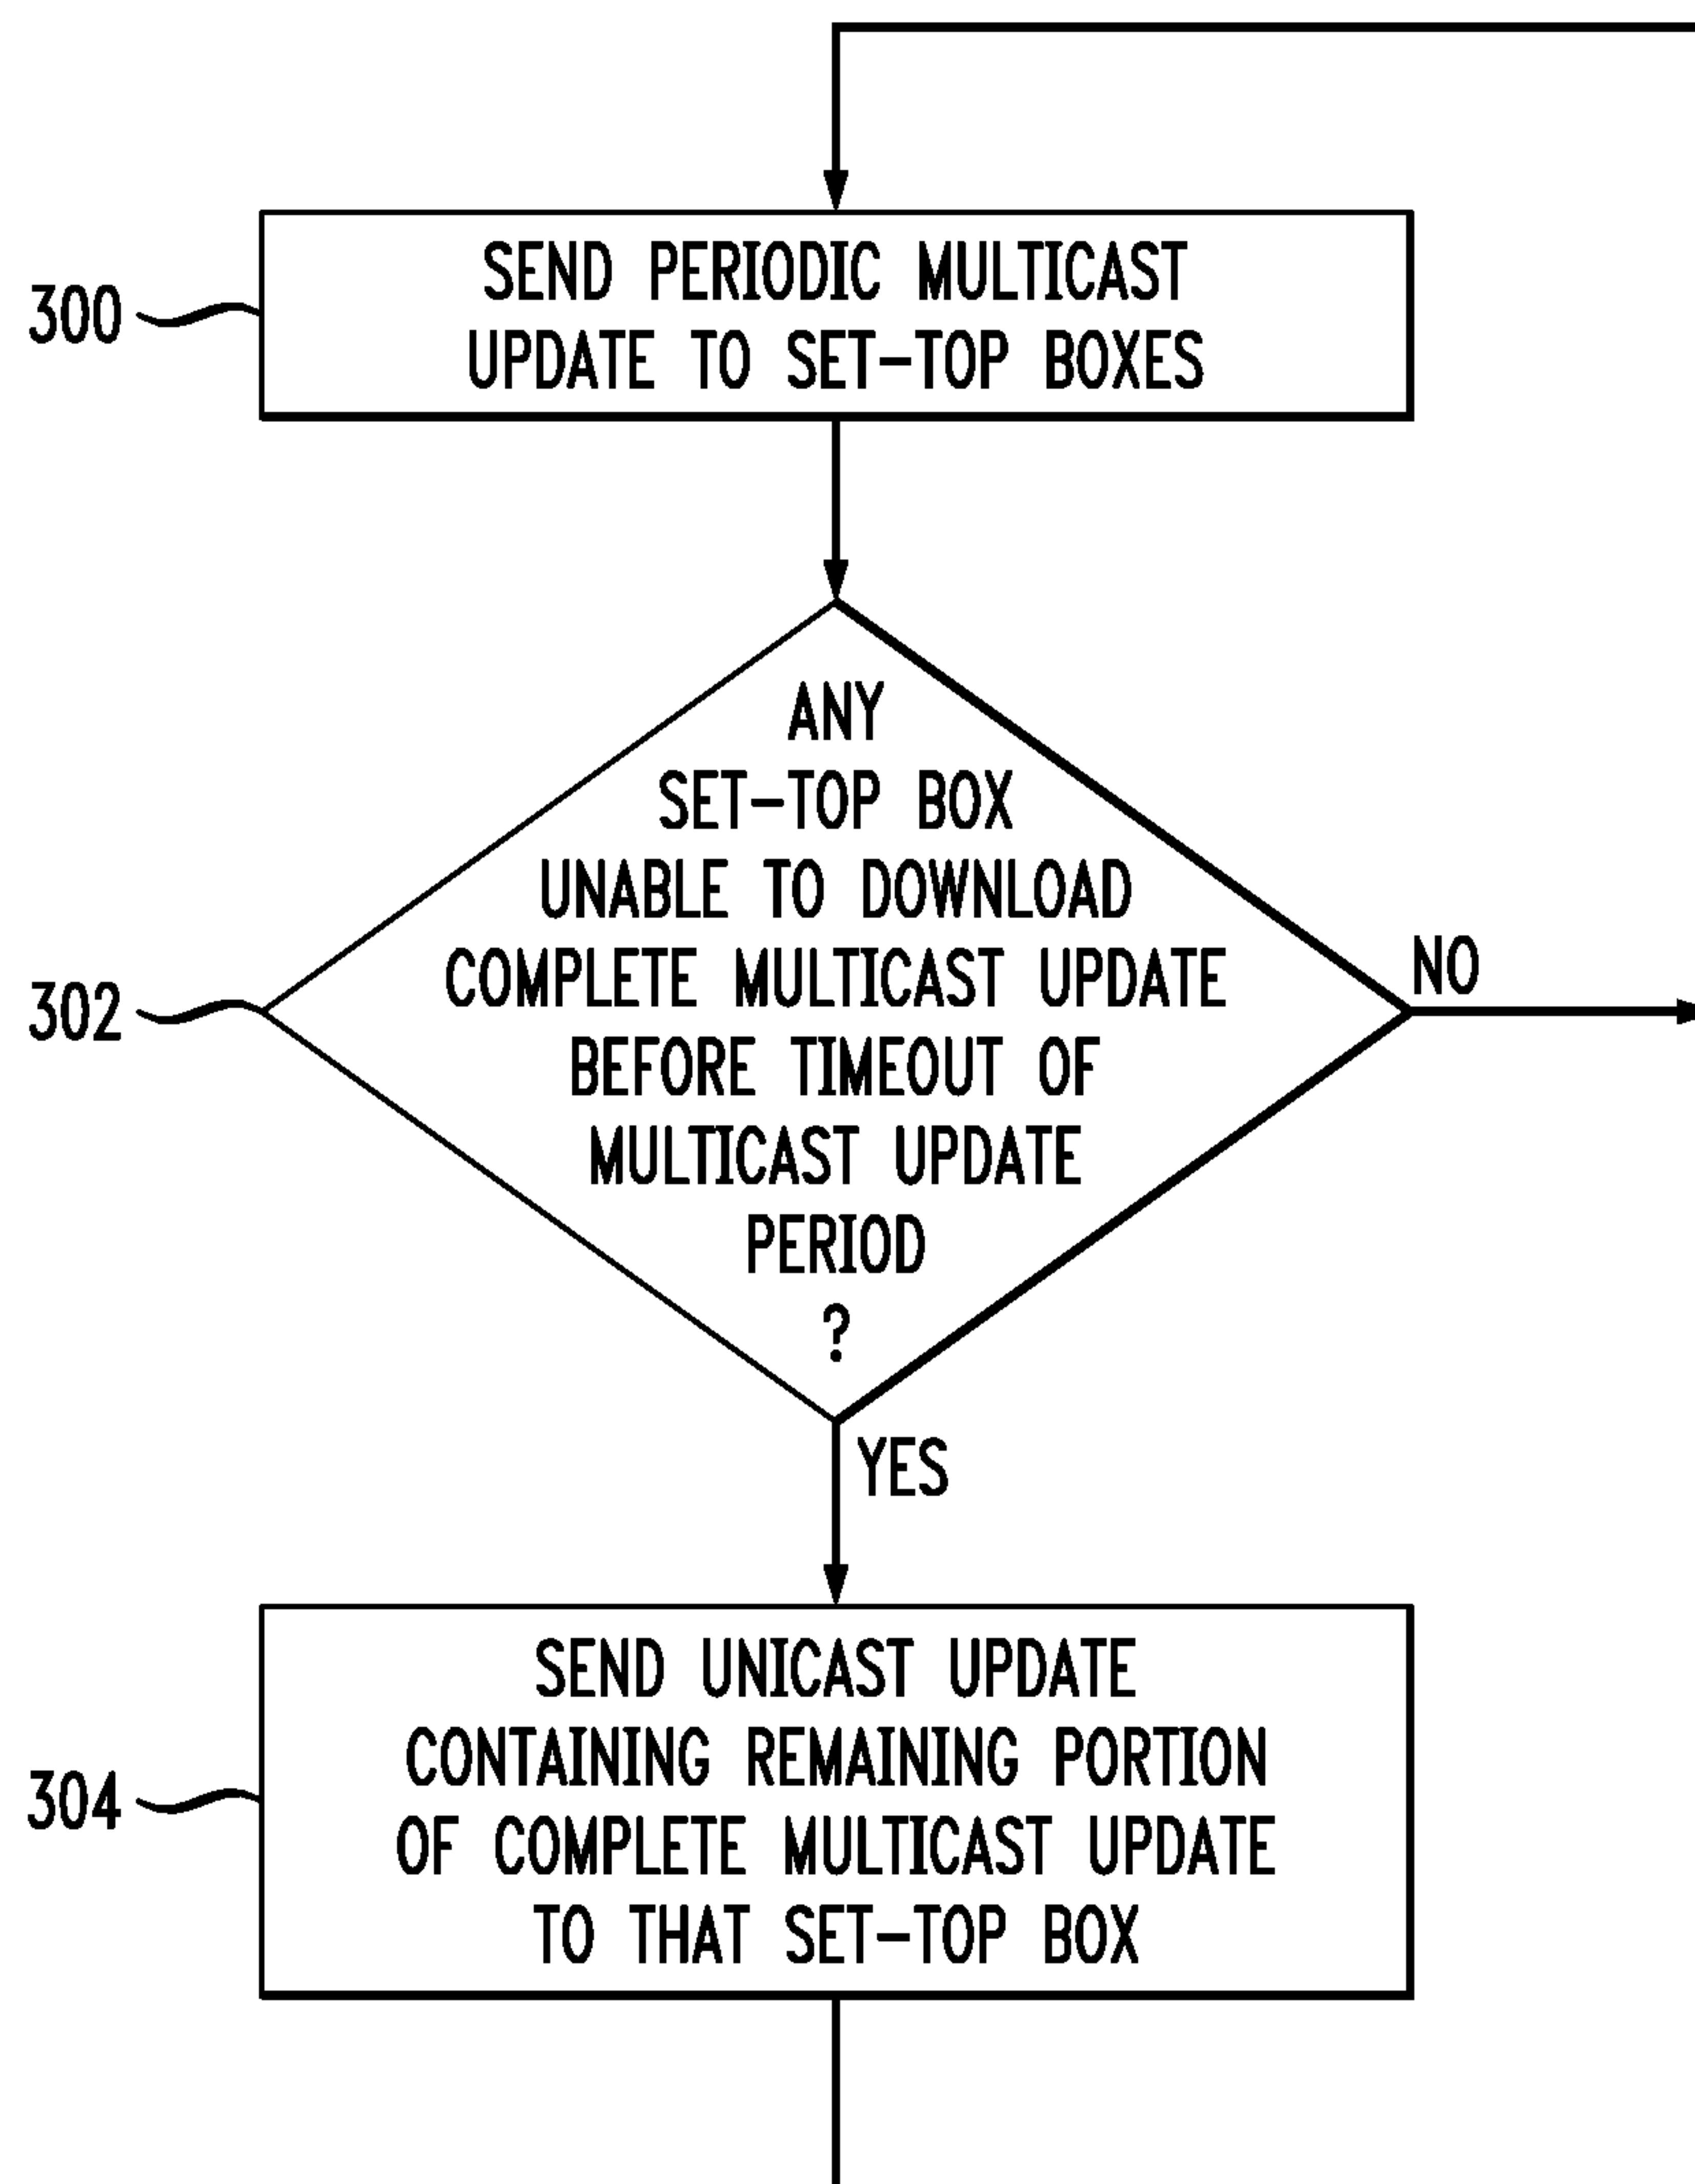 SEND PERIODIC MULTICAST
UPDATE TO SET-TOP BOXES
300
ANY
SET-TOP BOX
UNABLE TO DOWNLOAD
COMPLETE MULTICAST UPDATE
BEFORE TIMEOUT OF
MULTICAST UPDATE
PERIOD
?
302
NO
YES
SEND UNICAST UPDATE
CONTAINING REMAINING PORTION
OF COMPLETE MULTICAST UPDATE
TO THAT SET-TOP BOX
304